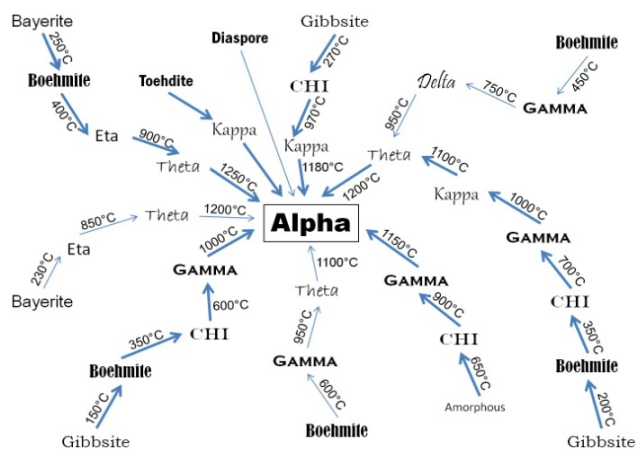 Bayerite
250°C
Boehmite
400°C
Eta
900°C
Theta
1250°C
Toehdite
Kappa
Diaspore
Gibbsite
270°C
CHI
970°C
Kappa
1180°C
Boehmite
450°C
GAMMA
750°C
Delta
950°C
Theta
1200°C
Alpha
Bayerite
230°C
Eta
850°C
Theta
1200°C
Gibbsite
150°C
Boehmite
350°C
CHI
600°C
GAMMA
1000°C
Boehmite
600°C
GAMMA
950°C
Theta
1100°C
Amorphous
650°C
CHI
900°C
GAMMA
1150°C
Gibbsite
200°C
Boehmite
350°C
CHI
700°C
GAMMA
1000°C
Kappa
1100°C